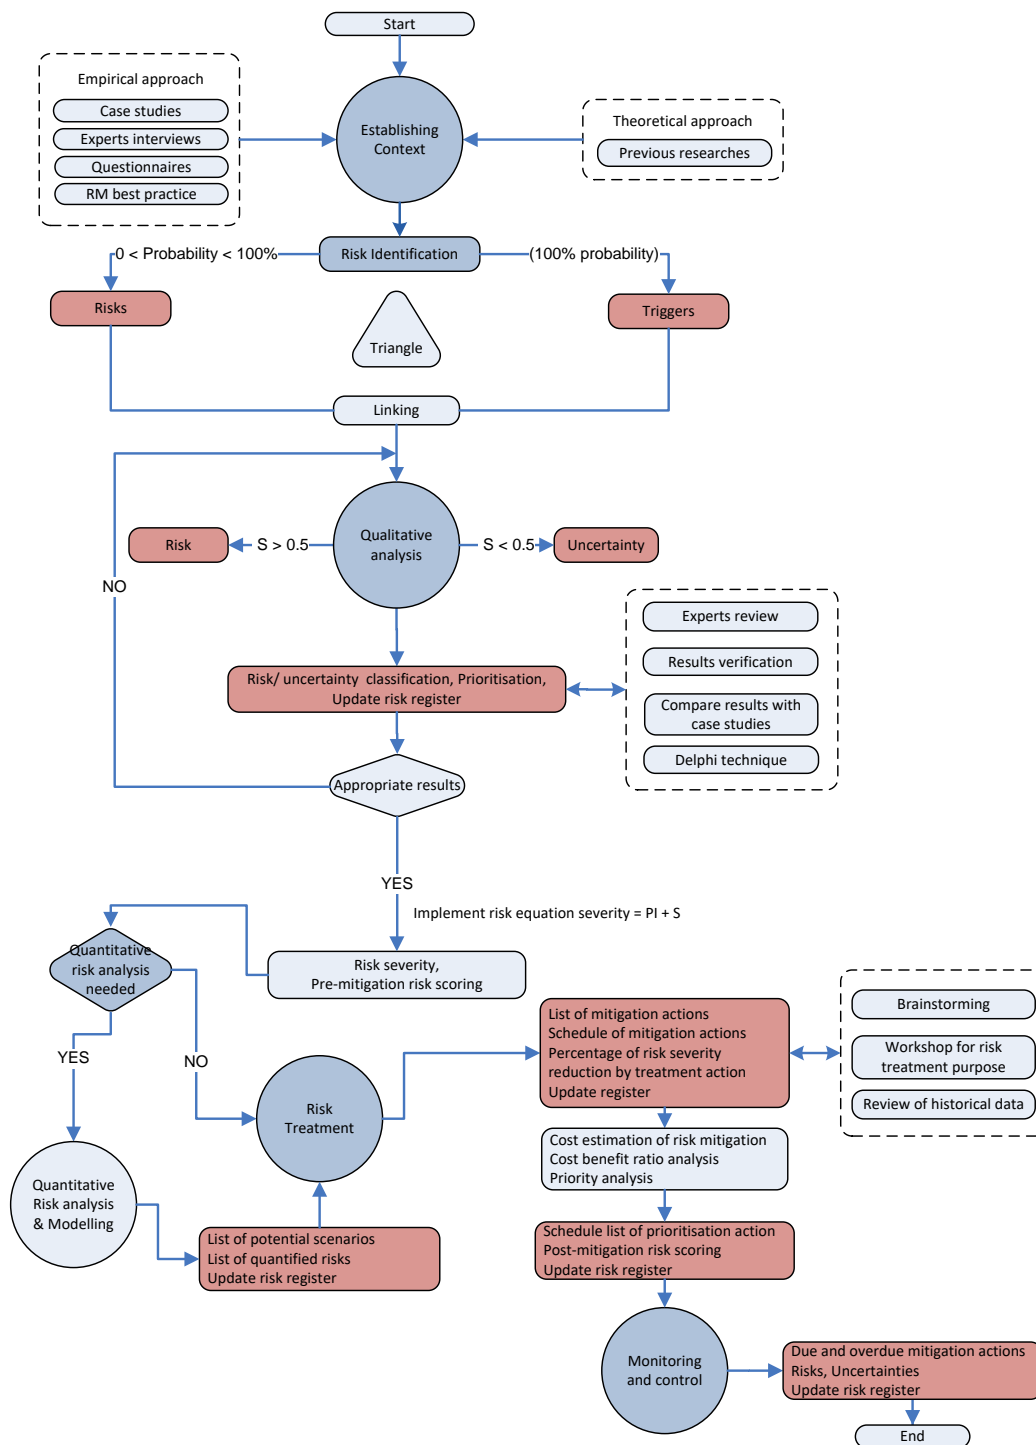 Start
Empirical approach
Case studies
Experts interviews
Questionnaires
RM best practice
Establishing
Context
Theoretical approach
Previous researches
0 < Probability < 100%
Risk Identification
(100% probability)
Risks
Triangle
Triggers
Linking
Qualitative
analysis
Risk
S > 0.5
S < 0.5
Uncertainty
NO
Experts review
Results verification
Compare results with
case studies
Delphi technique
Risk/ uncertainty classification, Prioritisation,
Update risk register
Appropriate results
YES
Implement risk equation severity = PI + S
Quantitative
risk analysis
needed
Risk severity,
Pre-mitigation risk scoring
YES
NO
Risk
Treatment
List of mitigation actions
Schedule of mitigation actions
Percentage of risk severity
reduction by treatment action
Update register
Brainstorming
Workshop for risk
treatment purpose
Review of historical data
Cost estimation of risk mitigation
Cost benefit ratio analysis
Priority analysis
Quantitative
Risk analysis
& Modelling
List of potential scenarios
List of quantified risks
Update risk register
Schedule list of prioritisation action
Post-mitigation risk scoring
Update risk register
Monitoring
and control
Due and overdue mitigation actions
Risks, Uncertainties
Update risk register
End